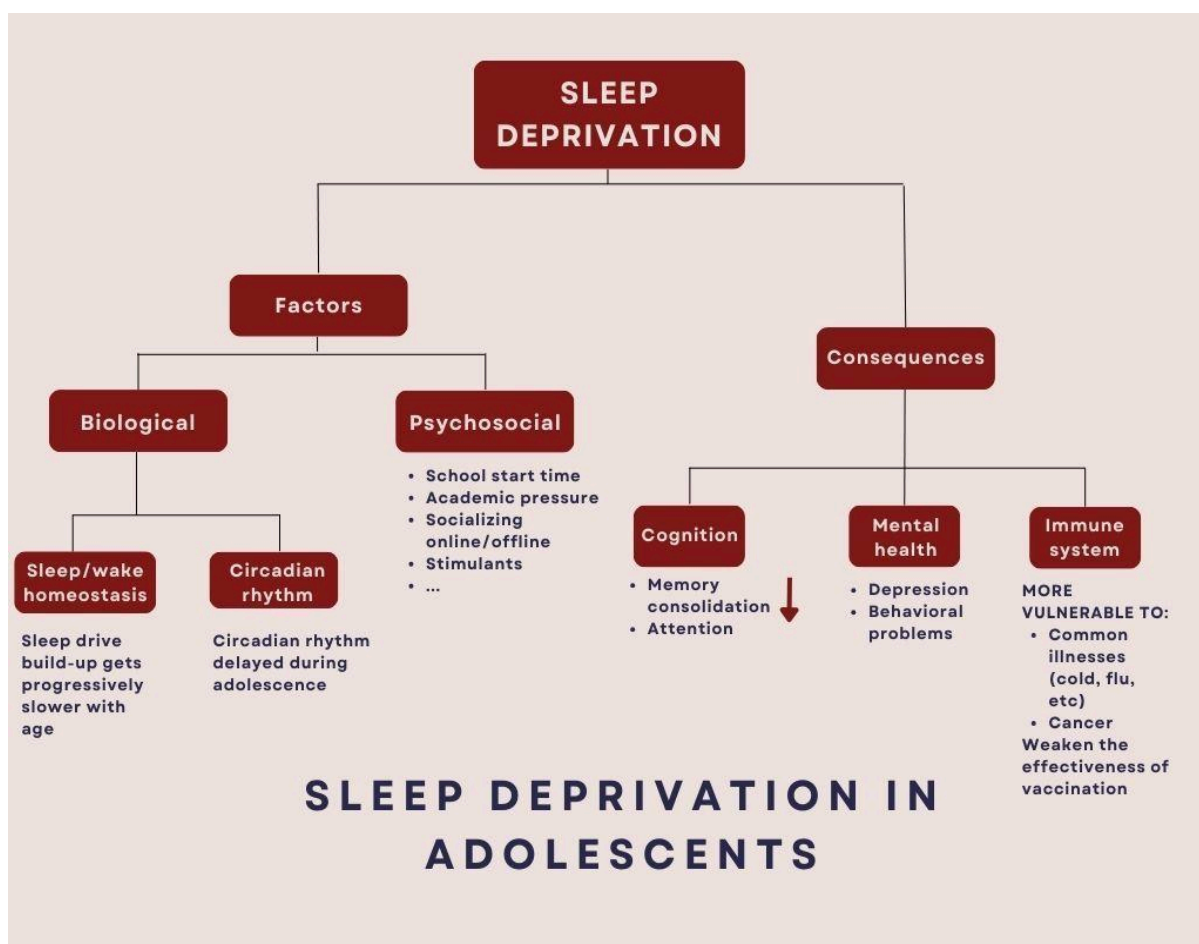 SLEEP
DEPRIVATION
Factors
Consequences
Biological
Psychosocial
• School start time
• Academic pressure
• Socializing
online/offline
• Stimulants
• ...
Sleep/wake
homeostasis
Sleep drive
build-up gets
progressively
slower with
age
Circadian
rhythm
Circadian rhythm
delayed during
adolescence
Cognition
• Memory
consolidation
• Attention
Mental
health
• Depression
• Behavioral
problems
Immune
system
MORE
VULNERABLE TO:
• Common
illnesses
(cold, flu,
etc)
• Cancer
Weaken the
effectiveness of
vaccination
SLEEP DEPRIVATION IN
ADOLESCENTS